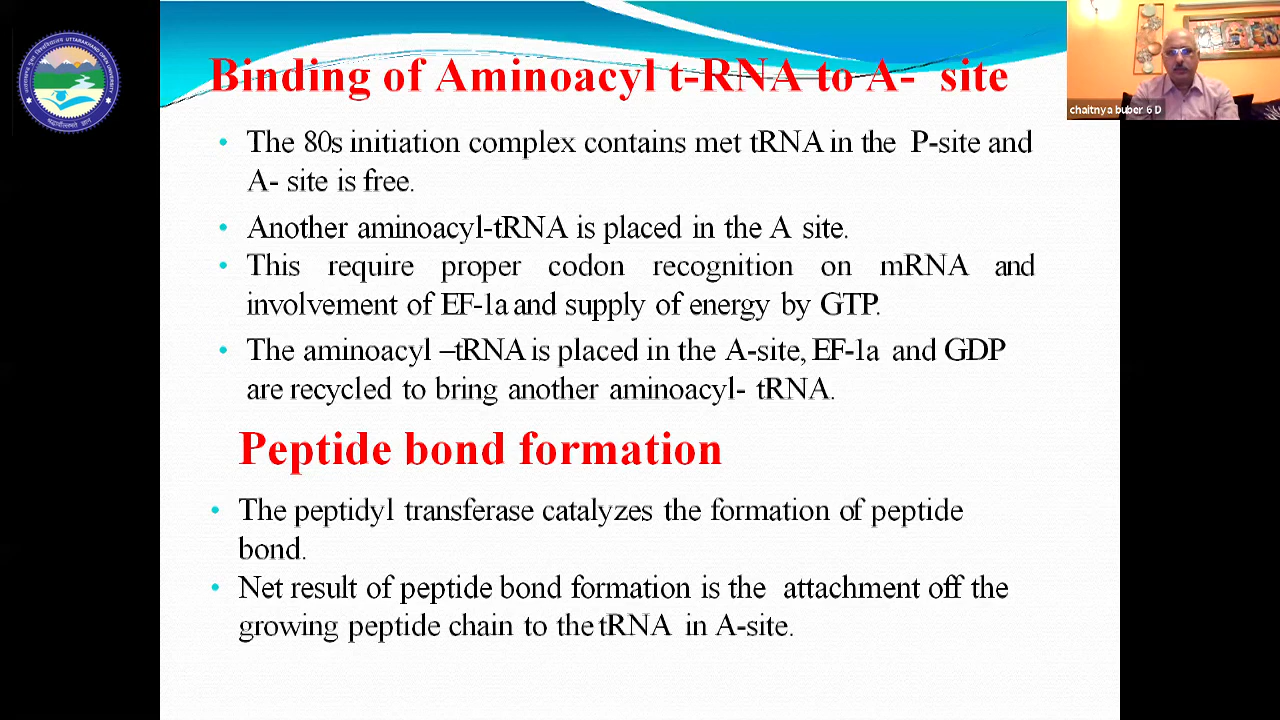 Binding of Aminoacyl t-RNA to A- site
chaitnya buber 6 D
• The 80s initiation complex contains met tRNA in the P-site and
A- site is free.
• Another aminoacyl-tRNA is placed in the A site.
• This require proper codon recognition on mRNA and
involvement of EF-1a and supply of energy by GTP.
• The aminoacyl –tRNA is placed in the A-site, EF-1a and GDP
are recycled to bring another aminoacyl- tRNA.
Peptide bond formation
• The peptidyl transferase catalyzes the formation of peptide
bond.
• Net result of peptide bond formation is the attachment off the
growing peptide chain to the tRNA in A-site.